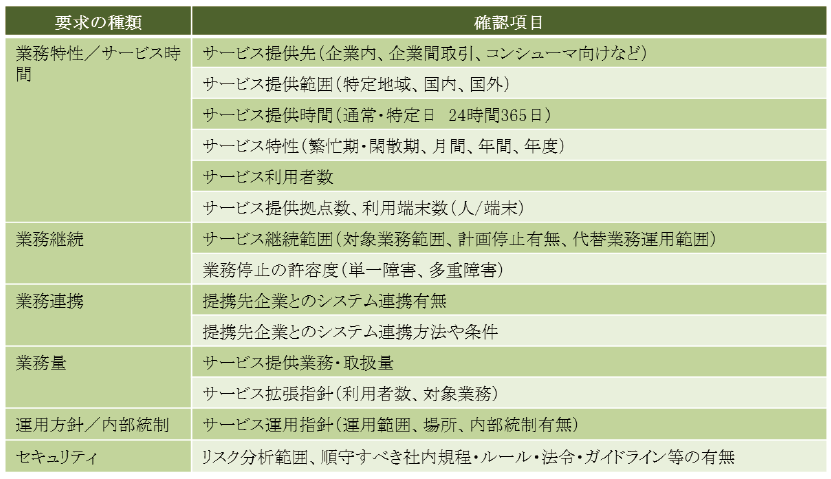 要求の種類
確認項目
業務特性／サービス時
間
サービス提供先(企業内、企業間取引、コンシューマ向けなど)
サービス提供範囲(特定地域、国内、国外)
サービス提供時間(通常・特定日　24時間365日)
サービス特性(繁忙期・閑散期、月間、年間、年度)
サービス利用者数
サービス提供拠点数、利用端末数(人/端末)
業務継続
サービス継続範囲(対象業務範囲、計画停止有無、代替業務運用範囲)
業務停止の許容度(単一障害、多重障害)
業務連携
提携先企業とのシステム連携有無
提携先企業とのシステム連携方法や条件
業務量
サービス提供業務・取扱量
サービス拡張指針(利用者数、対象業務)
運用方針／内部統制
サービス運用指針(運用範囲、場所、内部統制有無)
セキュリティ
リスク分析範囲、順守すべき社内規程・ルール・法令・ガイドライン等の有無